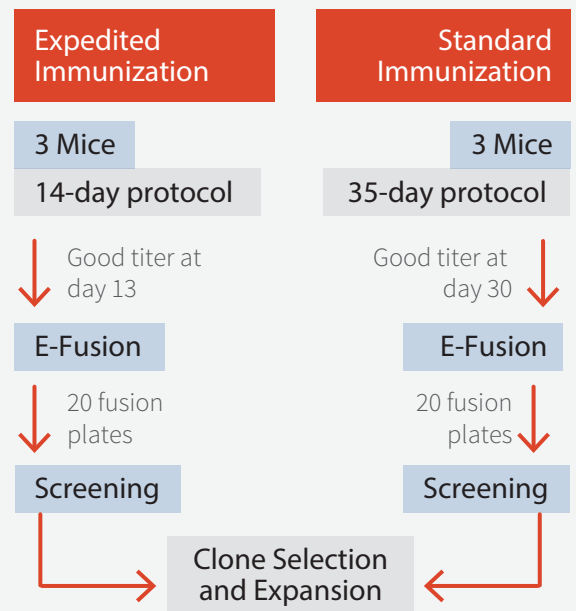 Expedited
Immunization
3 Mice
14-day protocol
Good titer at
day 13
E-Fusion
20 fusion
plates
Screening
Standard
Immunization
3 Mice
35-day protocol
Good titer at
day 30
E-Fusion
20 fusion
plates
Screening
Clone Selection
and Expansion